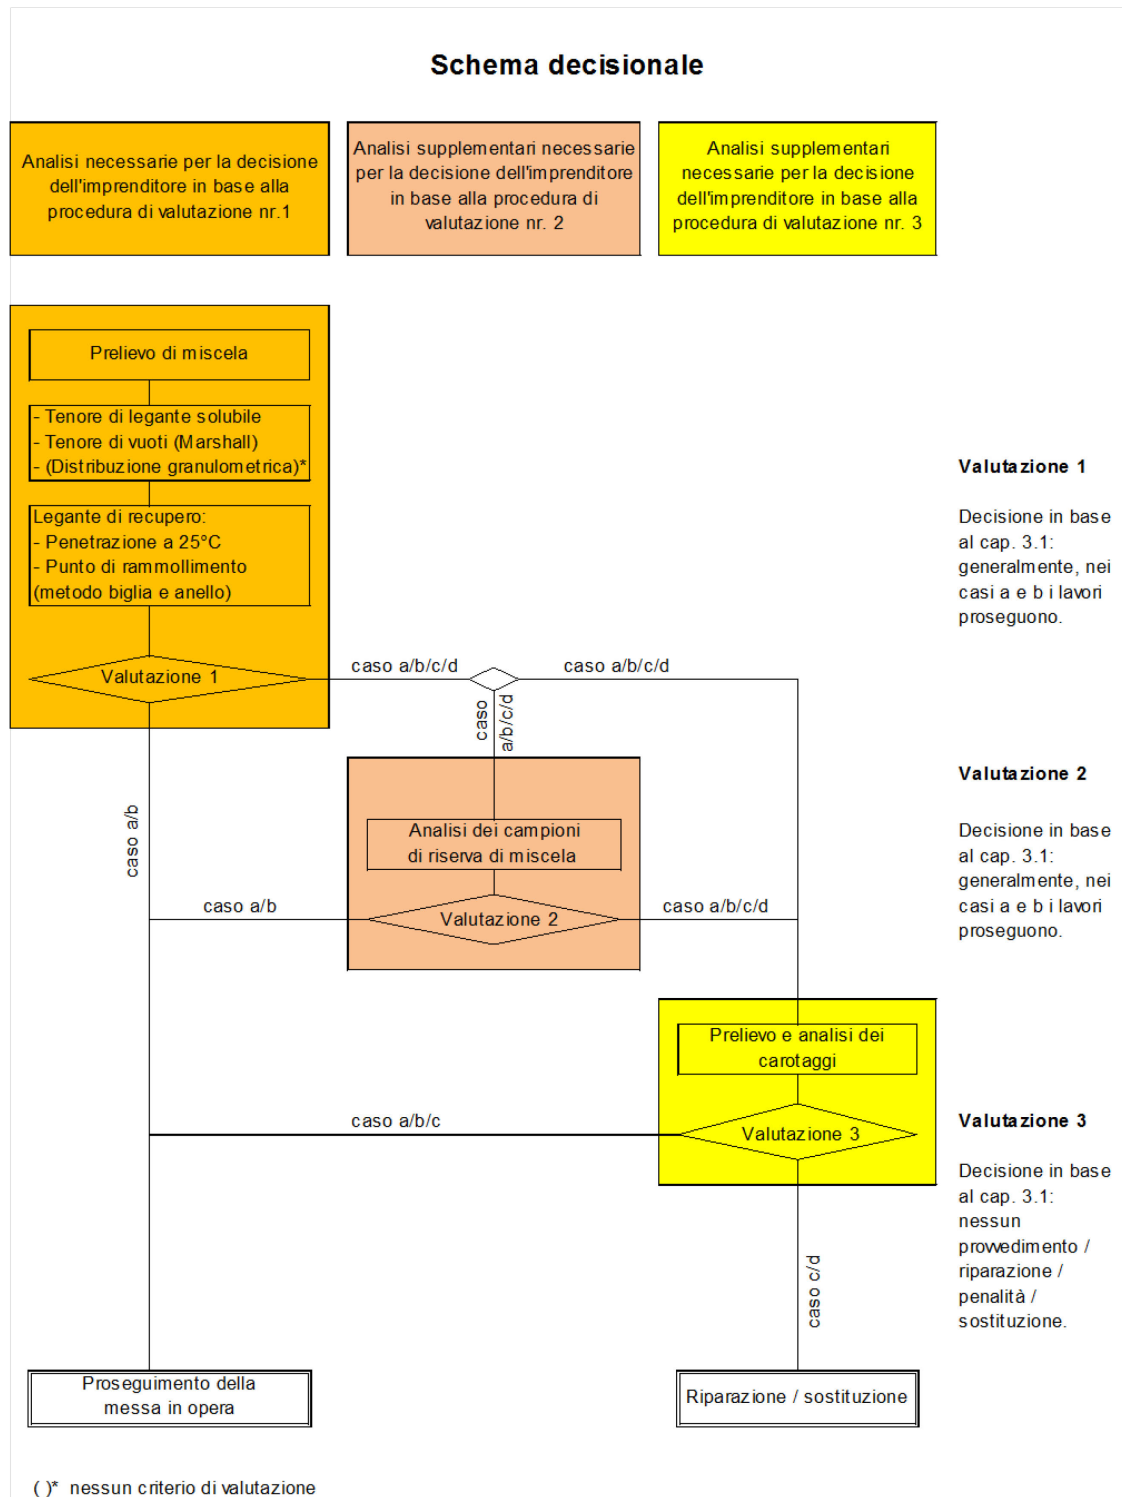 Schema decisionale
Analisi necessarie per la decisione
dell'imprenditore in base alla
procedura di valutazione nr.1
Analisi supplementari necessarie
per la decisione dell'imprenditore
in base alla procedura di
valutazione nr. 2
Analisi supplementari
necessarie per la decisione
dell'imprenditore in base alla
procedura di valutazione nr. 3
Prelievo di miscela
- Tenore di legante solubile
- Tenore di vuoti (Marshall)
- (Distribuzione granulometrica)*
Legante di recupero:
- Penetrazione a 25°C
- Punto di rammollimento
(metodo biglia e anello)
Valutazione 1
caso a/b/c/d
caso a/b/c/d
caso
a/b/c/d
caso a/b
Valutazione 1
Decisione in base
al cap. 3.1:
generalmente, nei
casi a e b i lavori
proseguono.
Analisi dei campioni
di riserva di miscela
Valutazione 2
caso a/b
caso a/b/c/d
Valutazione 2
Decisione in base
al cap. 3.1:
generalmente, nei
casi a e b i lavori
proseguono.
Prelievo e analisi dei
carotaggi
Valutazione 3
caso a/b/c
caso c/d
Valutazione 3
Decisione in base
al cap. 3.1:
nessun
provvedimento /
riparazione /
penalità /
sostituzione.
Proseguimento della
messa in opera
Riparazione / sostituzione
( )* nessun criterio di valutazione